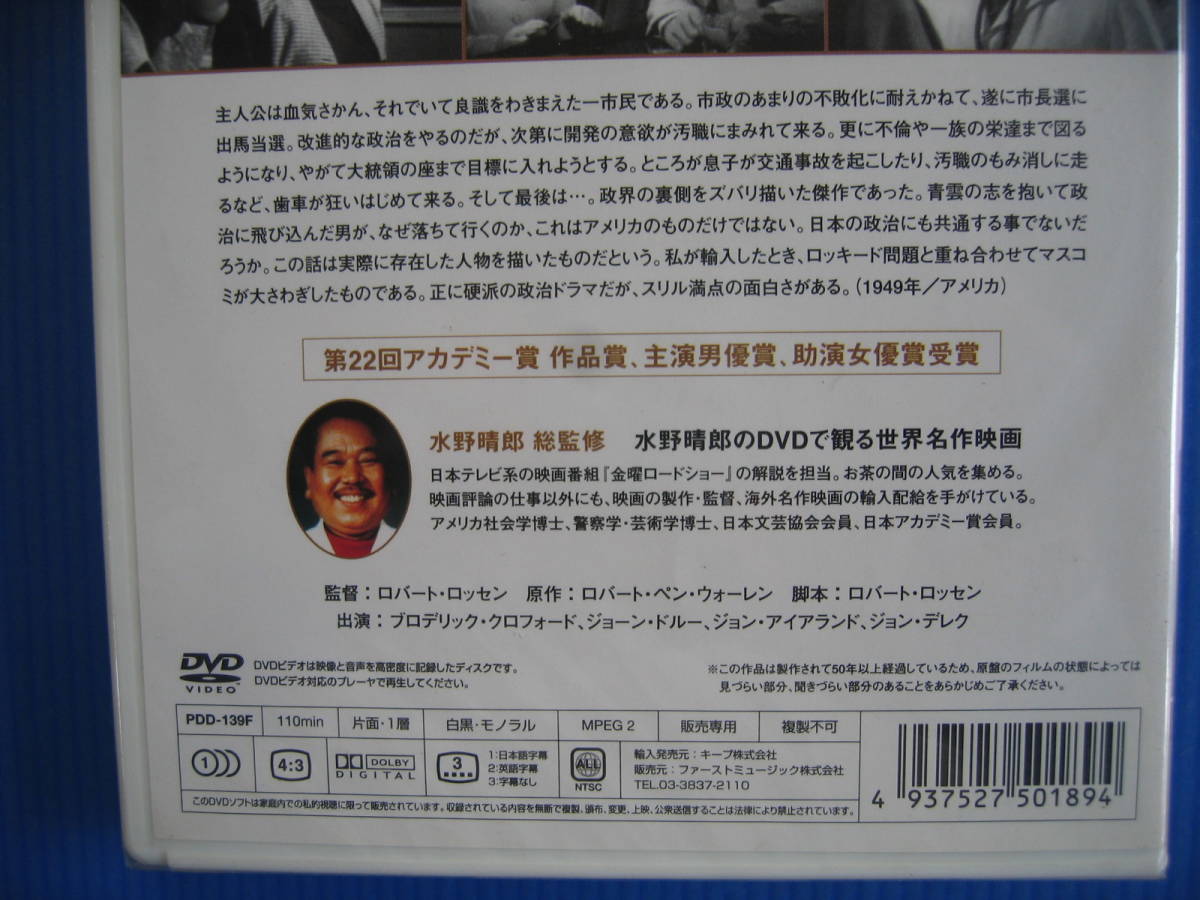 主人公は血気さかん、それでいて良識をわきまえた一市民である。市政のあまりの不敗化に耐えかねて、遂に市長選に
出馬当選。改進的な政治をやるのだが、次第に開発の意欲が汚職にまみれて来る。更に不倫や一族の栄達まで図る
ようになり、やがて大統領の座まで目標に入れようとする。ところが息子が交通事故を起こしたり、汚職のもみ消しに走
るなど、歯車が狂いはじめて来る。そして最後は…。政界の裏側をズバリ描いた傑作であった。青雲の志を抱いて政
治に飛び込んだ男が、なぜ落ちて行くのか、これはアメリカのものだけではない。日本の政治にも共通する事でないだ
ろうか。この話は実際に存在した人物を描いたものだという。私が輸入したとき、ロッキード問題と重ね合わせてマスコ
ミが大さわぎしたものである。正に硬派の政治ドラマだが、スリル満点の面白さがある。(1949年/アメリカ)
第22回アカデミー賞 作品賞、主演男優賞、助演女優賞受賞
水野晴郎 総監修 水野晴郎のDVDで観る世界名作映画
日本テレビ系の映画番組『金曜ロードショー』の解説を担当。お茶の間の人気を集める。
映画評論の仕事以外にも、映画の製作・監督、海外名作映画の輸入配給を手がけている。
アメリカ社会学博士、警察学・芸術学博士、日本文芸協会会員、日本アカデミー賞会員。
監督：ロバート・ロッセン 原作：ロバート・ペン・ウォーレン 脚本：ロバート・ロッセン
出演：ブロデリック・クロフォード、ジョーン・ドルー、ジョン・アイアランド、ジョン・デレク
DVD VIDEO
DVDビデオは映像と音声を高密度に記録したディスクです。
DVDビデオ対応のプレーヤで再生してください。
※この作品は製作されて50年以上経過しているため、原盤のフィルムの状態によっては
見づらい部分、聞きづらい部分のあることをあらかじめご了承ください。
PDD-139F 110min 片面・1層 白黒・モノラル MPEG 2 販売専用 複製不可
1 4:3 DOLBY DIGITAL 3
1:日本語字幕
2:英語字幕
3:字幕なし
ALL NTSC
輸入発売元：キープ株式会社
販売元：ファーストミュージック株式会社
TEL.03-3837-2110
このDVDソフトは家庭内での私的視聴に限って販売されています。収録されている内容を無断で複製、頒布、変更、上映、公衆送信することは法律により禁止されています。
4 937527 501894